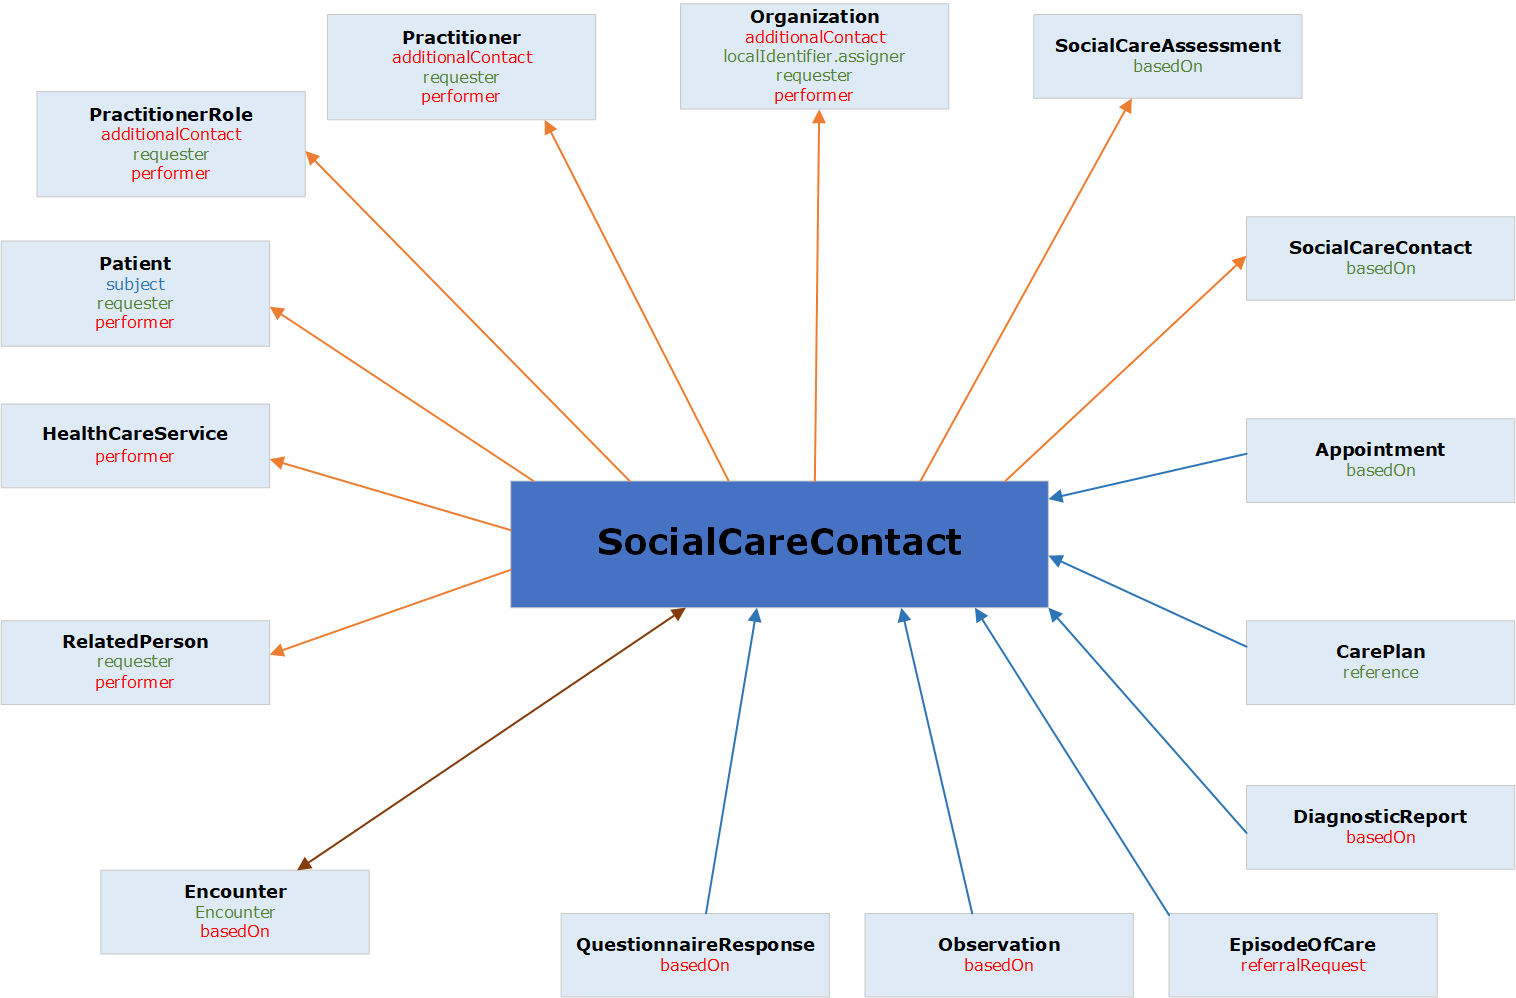 Organization
additionalContact
localIdentifier.assigner
requester
performer
Practitioner
additionalContact
requester
performer
SocialCareAssessment
basedOn
PractitionerRole
additionalContact
requester
performer
Patient
subject
requester
performer
SocialCareContact
basedOn
HealthCareService
performer
Appointment
basedOn
SocialCareContact
RelatedPerson
requester
performer
CarePlan
reference
DiagnosticReport
basedOn
Encounter
Encounter
basedOn
QuestionnaireResponse
basedOn
Observation
basedOn
EpisodeOfCare
referralRequest